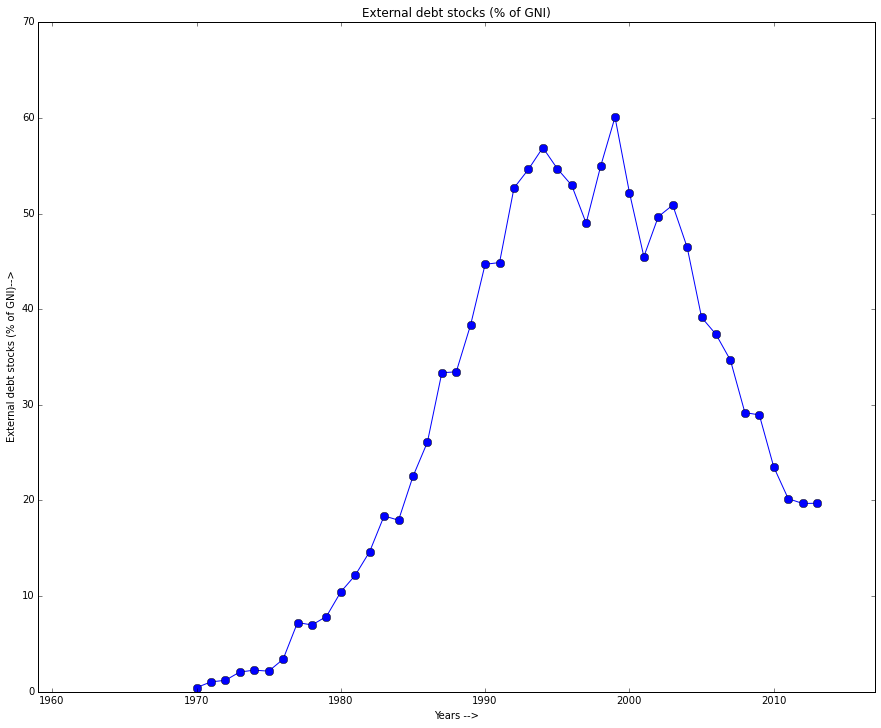 External debt stocks (% of GNI)
70
60
50
40
30
20
10
0
External debt stocks (% of GNI)-->
1960 1970 1980 1990 2000 2010
Years -->